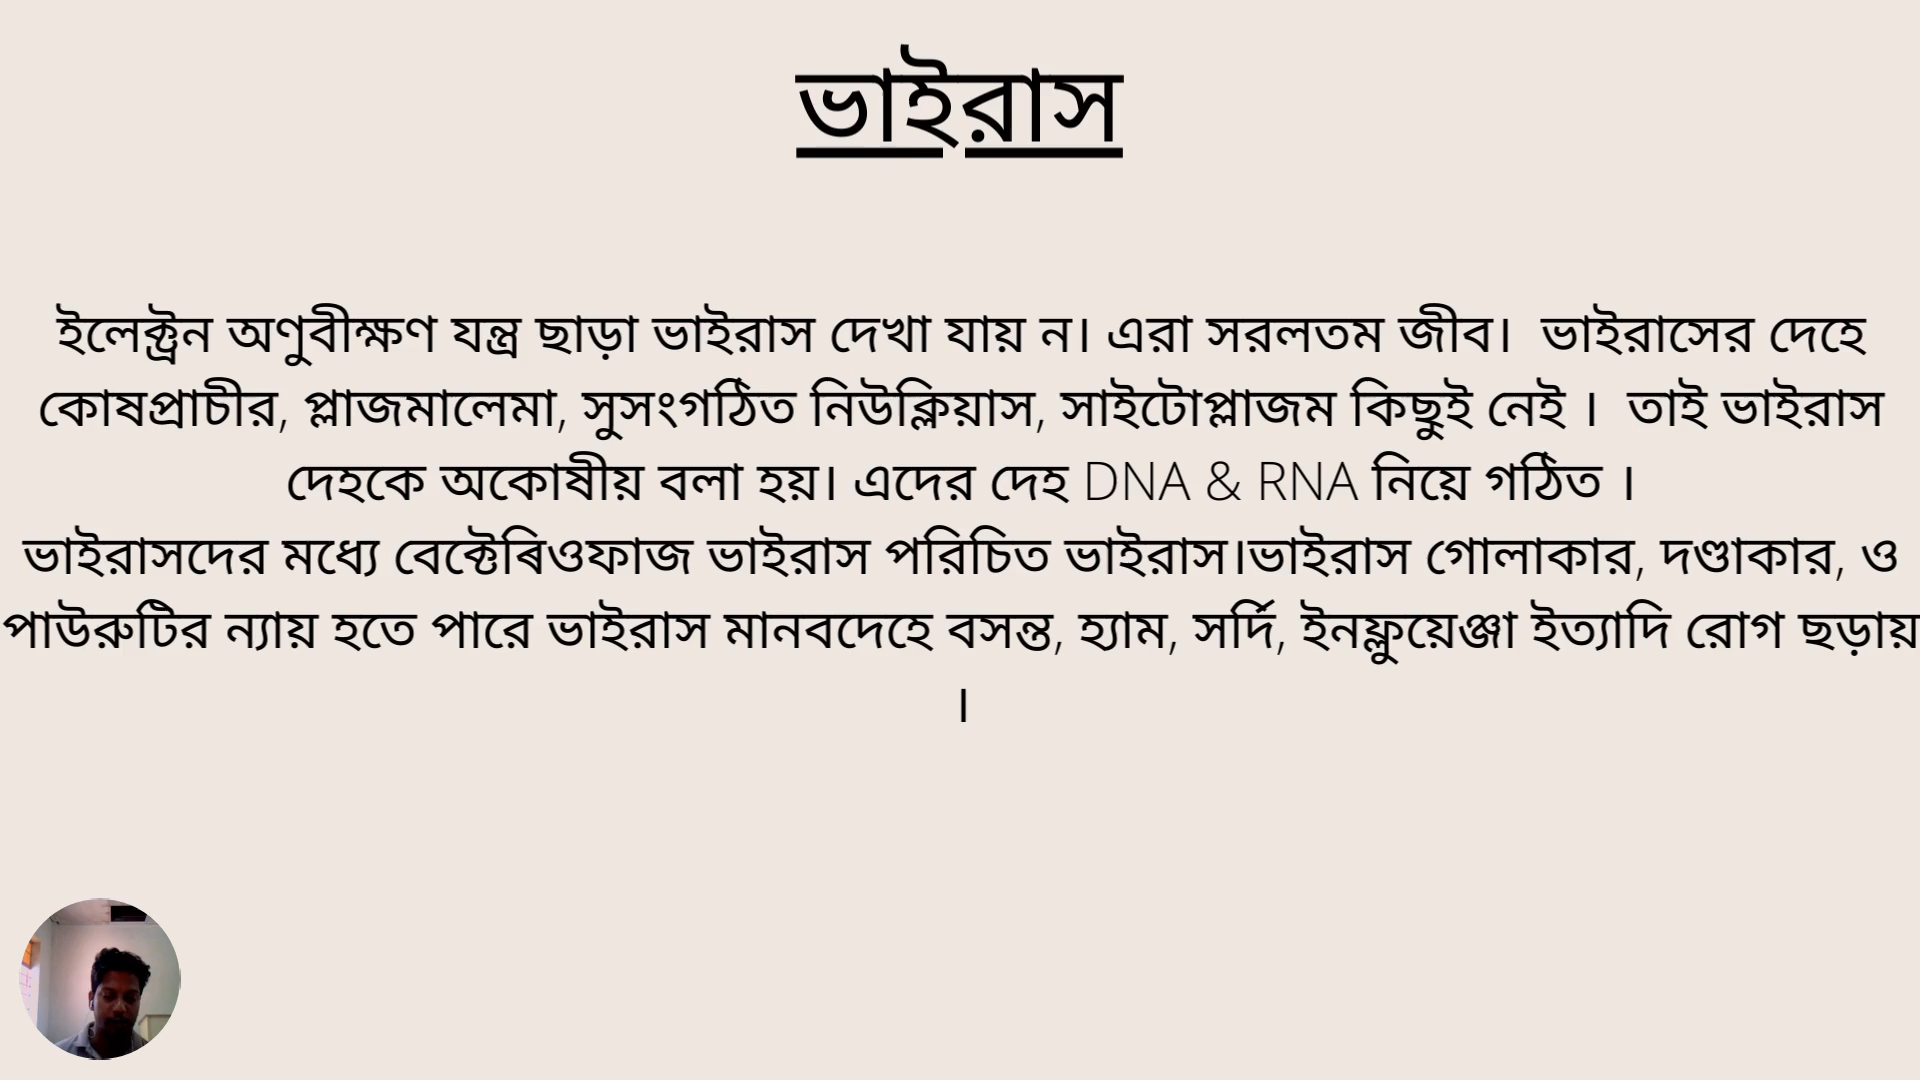 ভাইরাস
ইলেক্ট্রন অণুবীক্ষণ যন্ত্র ছাড়া ভাইরাস দেখা যায় ন। এরা সরলতম জীব।  ভাইরাসের দেহে
কোষপ্রাচীর, প্লাজমালেমা, সুসংগঠিত নিউক্লিয়াস, সাইটোপ্লাজম কিছুই নেই ।  তাই ভাইরাস
দেহকে অকোষীয় বলা হয়। এদের দেহ DNA & RNA নিয়ে গঠিত ।
ভাইরাসদের মধ্যে বেক্টেৰিওফাজ ভাইরাস পরিচিত ভাইরাস।ভাইরাস গোলাকার, দণ্ডাকার, ও
পাউরুটির ন্যায় হতে পারে ভাইরাস মানবদেহে বসন্ত, হ্যাম, সর্দি, ইনফ্লুয়েঞ্জা ইত্যাদি রোগ ছড়ায়
।